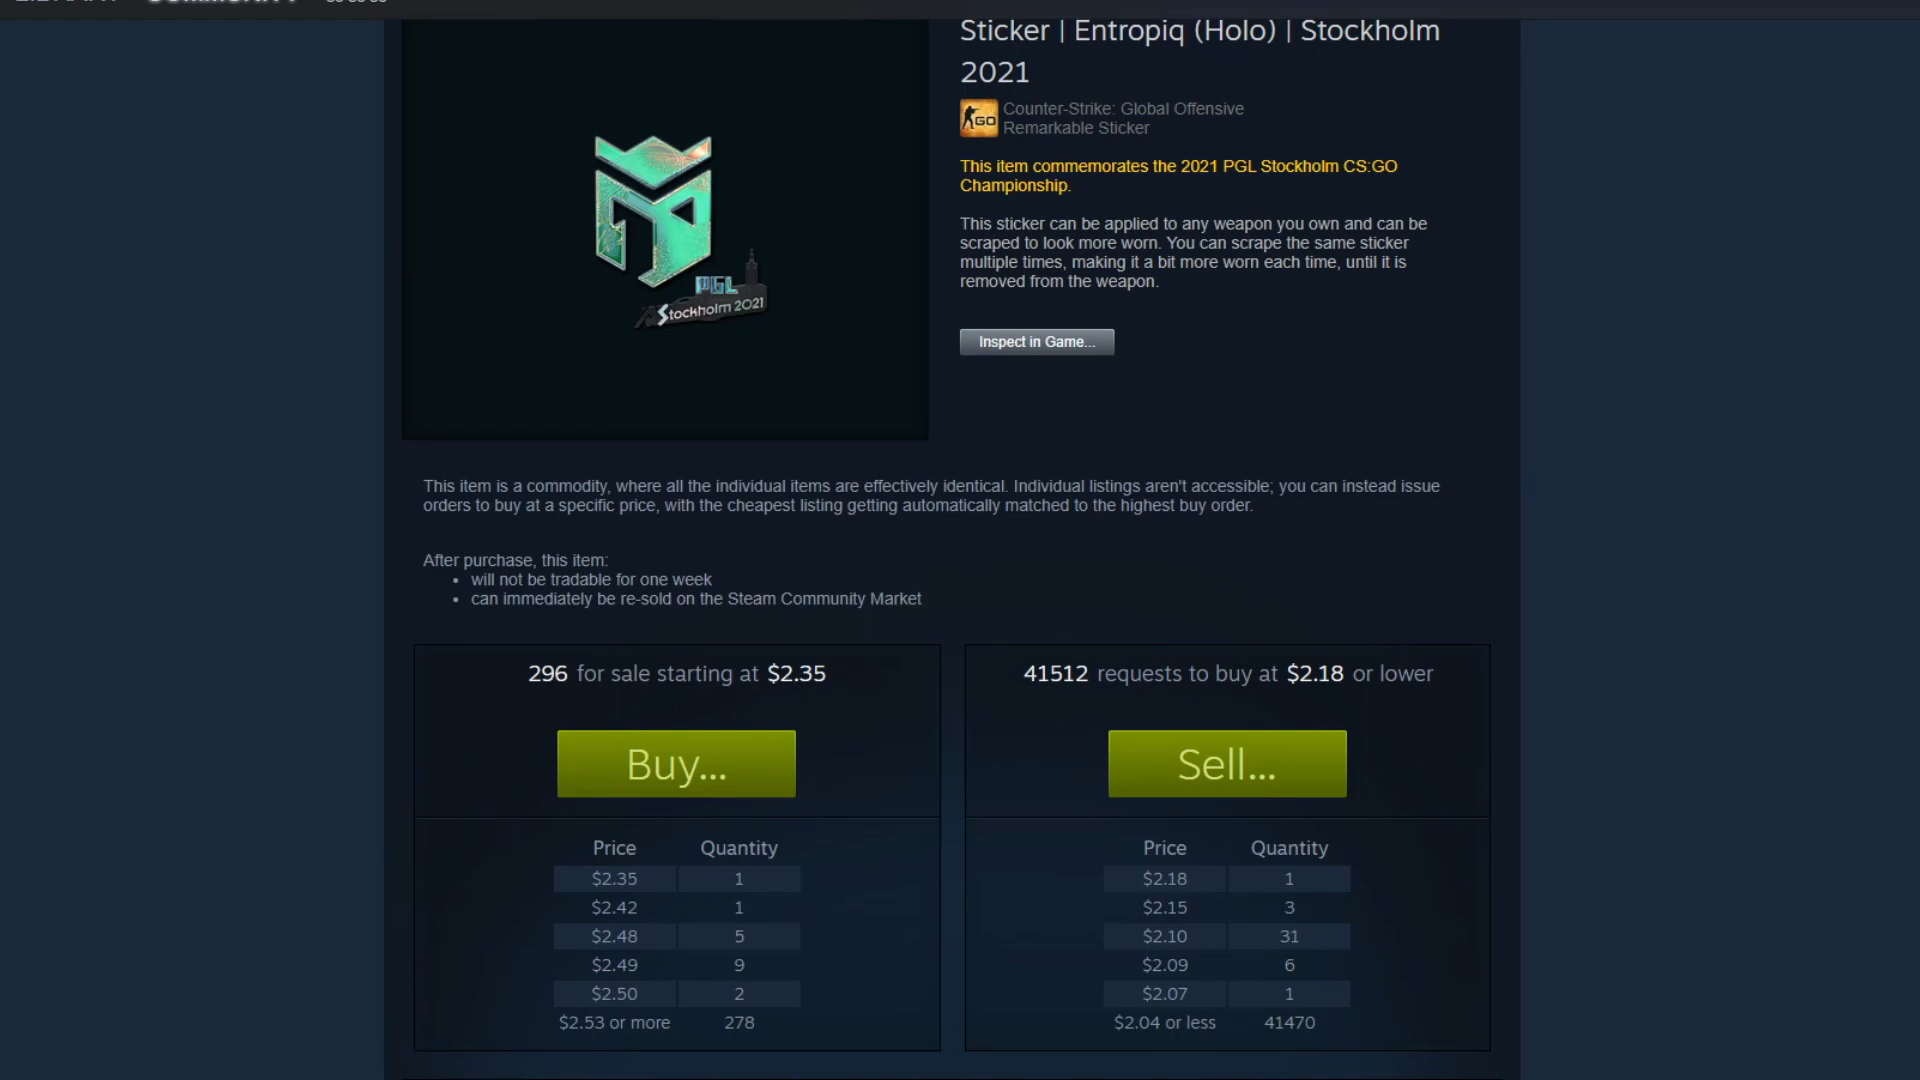 Sticker | Entropiq (Holo) | Stockholm
2021
GO
Counter-Strike: Global Offensive
Remarkable Sticker
This item commemorates the 2021 PGL Stockholm CS:GO
Championship.
This sticker can be applied to any weapon you own and can be
scraped to look more worn. You can scrape the same sticker
multiple times, making it a bit more worn each time, until it is
removed from the weapon.
Inspect in Game...
PGL
Stockholm 2021
This item is a commodity, where all the individual items are effectively identical. Individual listings aren't accessible; you can instead issue
orders to buy at a specific price, with the cheapest listing getting automatically matched to the highest buy order.
After purchase, this item:
• will not be tradable for one week
• can immediately be re-sold on the Steam Community Market
296 for sale starting at $2.35
Buy...
Price Quantity
$2.35 1
$2.42 1
$2.48 5
$2.49 9
$2.50 2
$2.53 or more 278
41512 requests to buy at $2.18 or lower
Sell...
Price Quantity
$2.18 1
$2.15 3
$2.10 31
$2.09 6
$2.07 1
$2.04 or less 41470